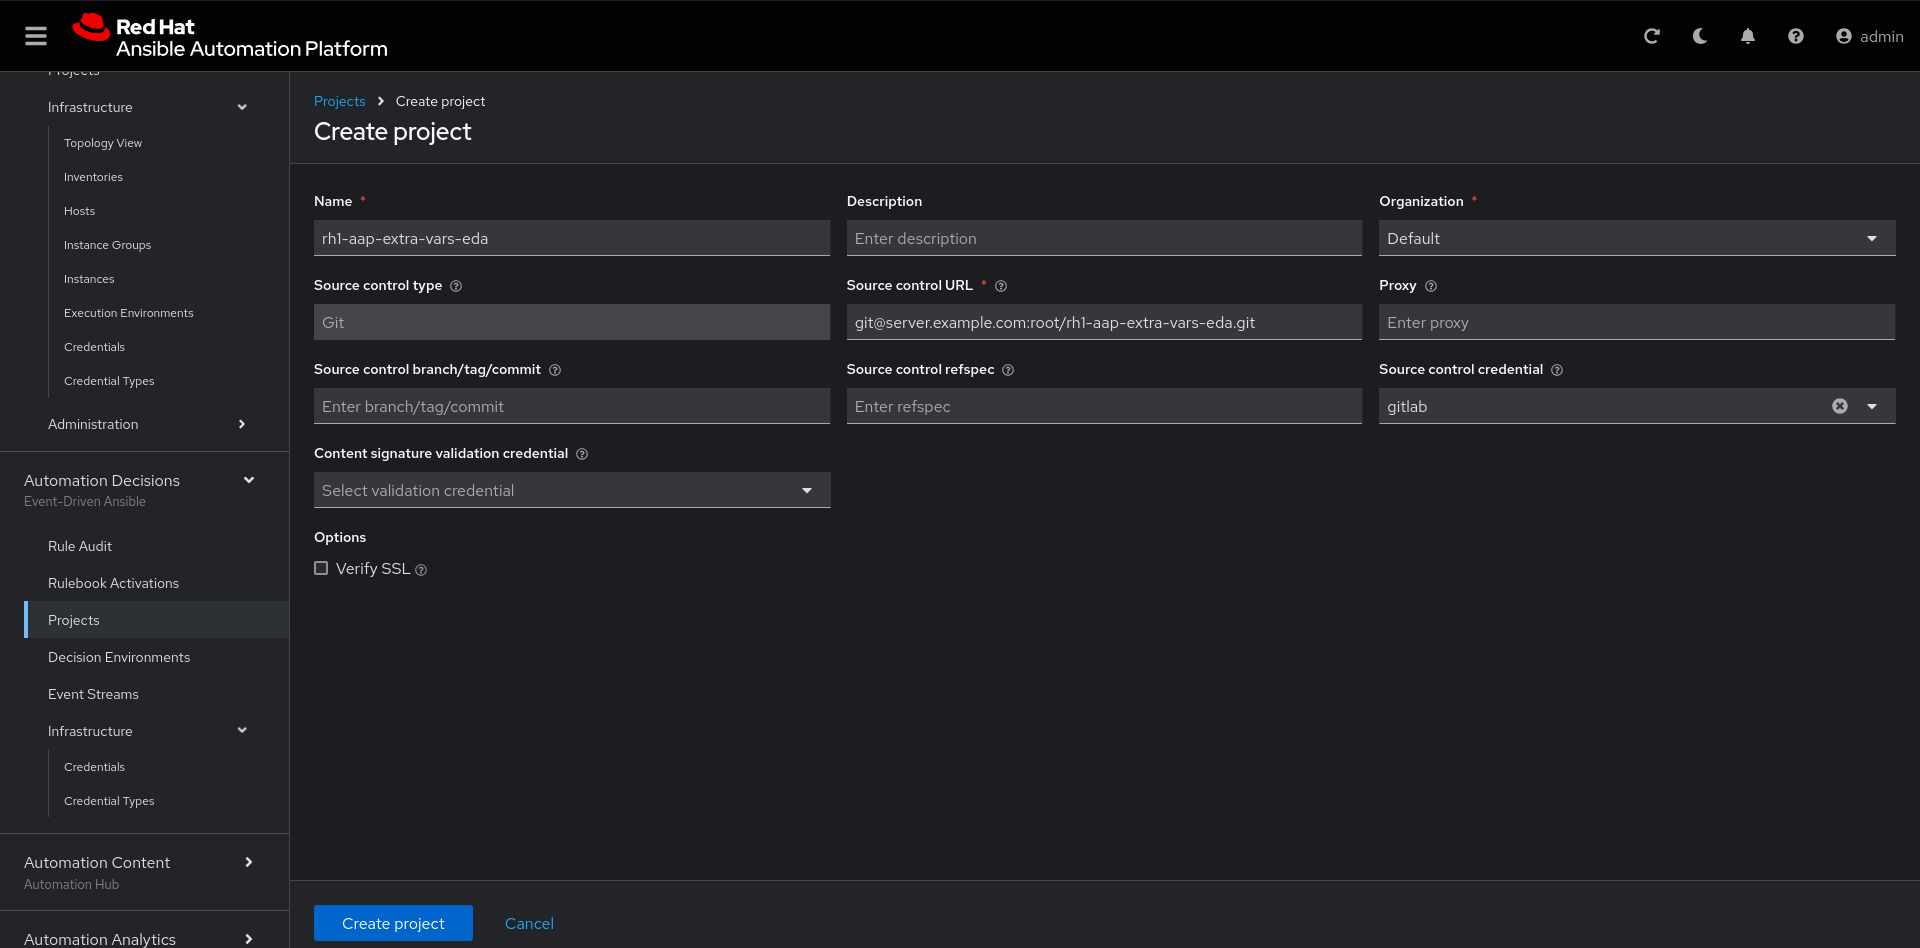 Red Hat
Ansible Automation Platform
admin
Projects
Infrastructure
Topology View
Inventories
Hosts
Instance Groups
Instances
Execution Environments
Credentials
Credential Types
Administration
Automation Decisions
Event-Driven Ansible
Rule Audit
Rulebook Activations
Projects
Decision Environments
Event Streams
Infrastructure
Credentials
Credential Types
Automation Content
Automation Hub
Automation Analytics
Projects > Create project
Create project
Name *
rh1-aap-extra-vars-eda
Description
Enter description
Organization *
Default
Source control type
Git
Source control URL *
git@server.example.com:root/rh1-aap-extra-vars-eda.git
Proxy
Enter proxy
Source control branch/tag/commit
Enter branch/tag/commit
Source control refspec
Enter refspec
Source control credential
gitlab
Content signature validation credential
Select validation credential
Options
Verify SSL
Create project
Cancel